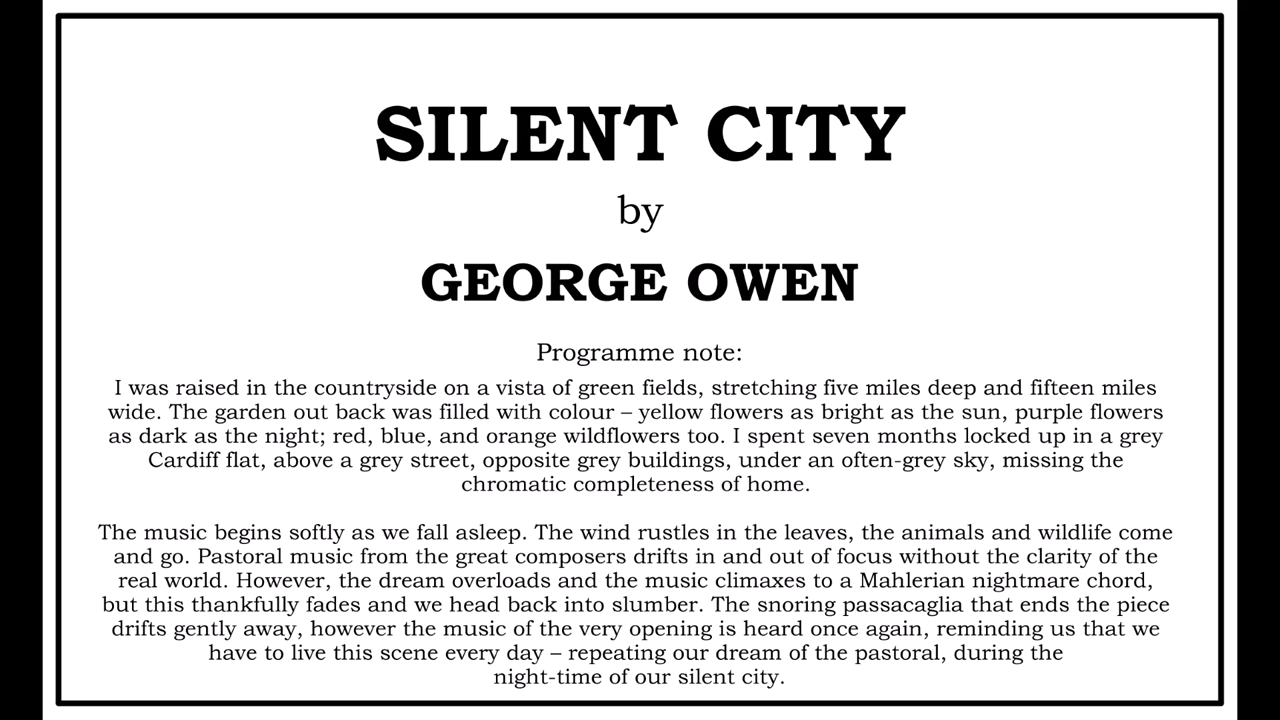 SILENT CITY
by
GEORGE OWEN
Programme note:
I was raised in the countryside on a vista of green fields, stretching five miles deep and fifteen miles
wide. The garden out back was filled with colour – yellow flowers as bright as the sun, purple flowers
as dark as the night; red, blue, and orange wildflowers too. I spent seven months locked up in a grey
Cardiff flat, above a grey street, opposite grey buildings, under an often-grey sky, missing the
chromatic completeness of home.
The music begins softly as we fall asleep. The wind rustles in the leaves, the animals and wildlife come
and go. Pastoral music from the great composers drifts in and out of focus without the clarity of the
real world. However, the dream overloads and the music climaxes to a Mahlerian nightmare chord,
but this thankfully fades and we head back into slumber. The snoring passacaglia that ends the piece
drifts gently away, however the music of the very opening is heard once again, reminding us that we
have to live this scene every day – repeating our dream of the pastoral, during the
night-time of our silent city.